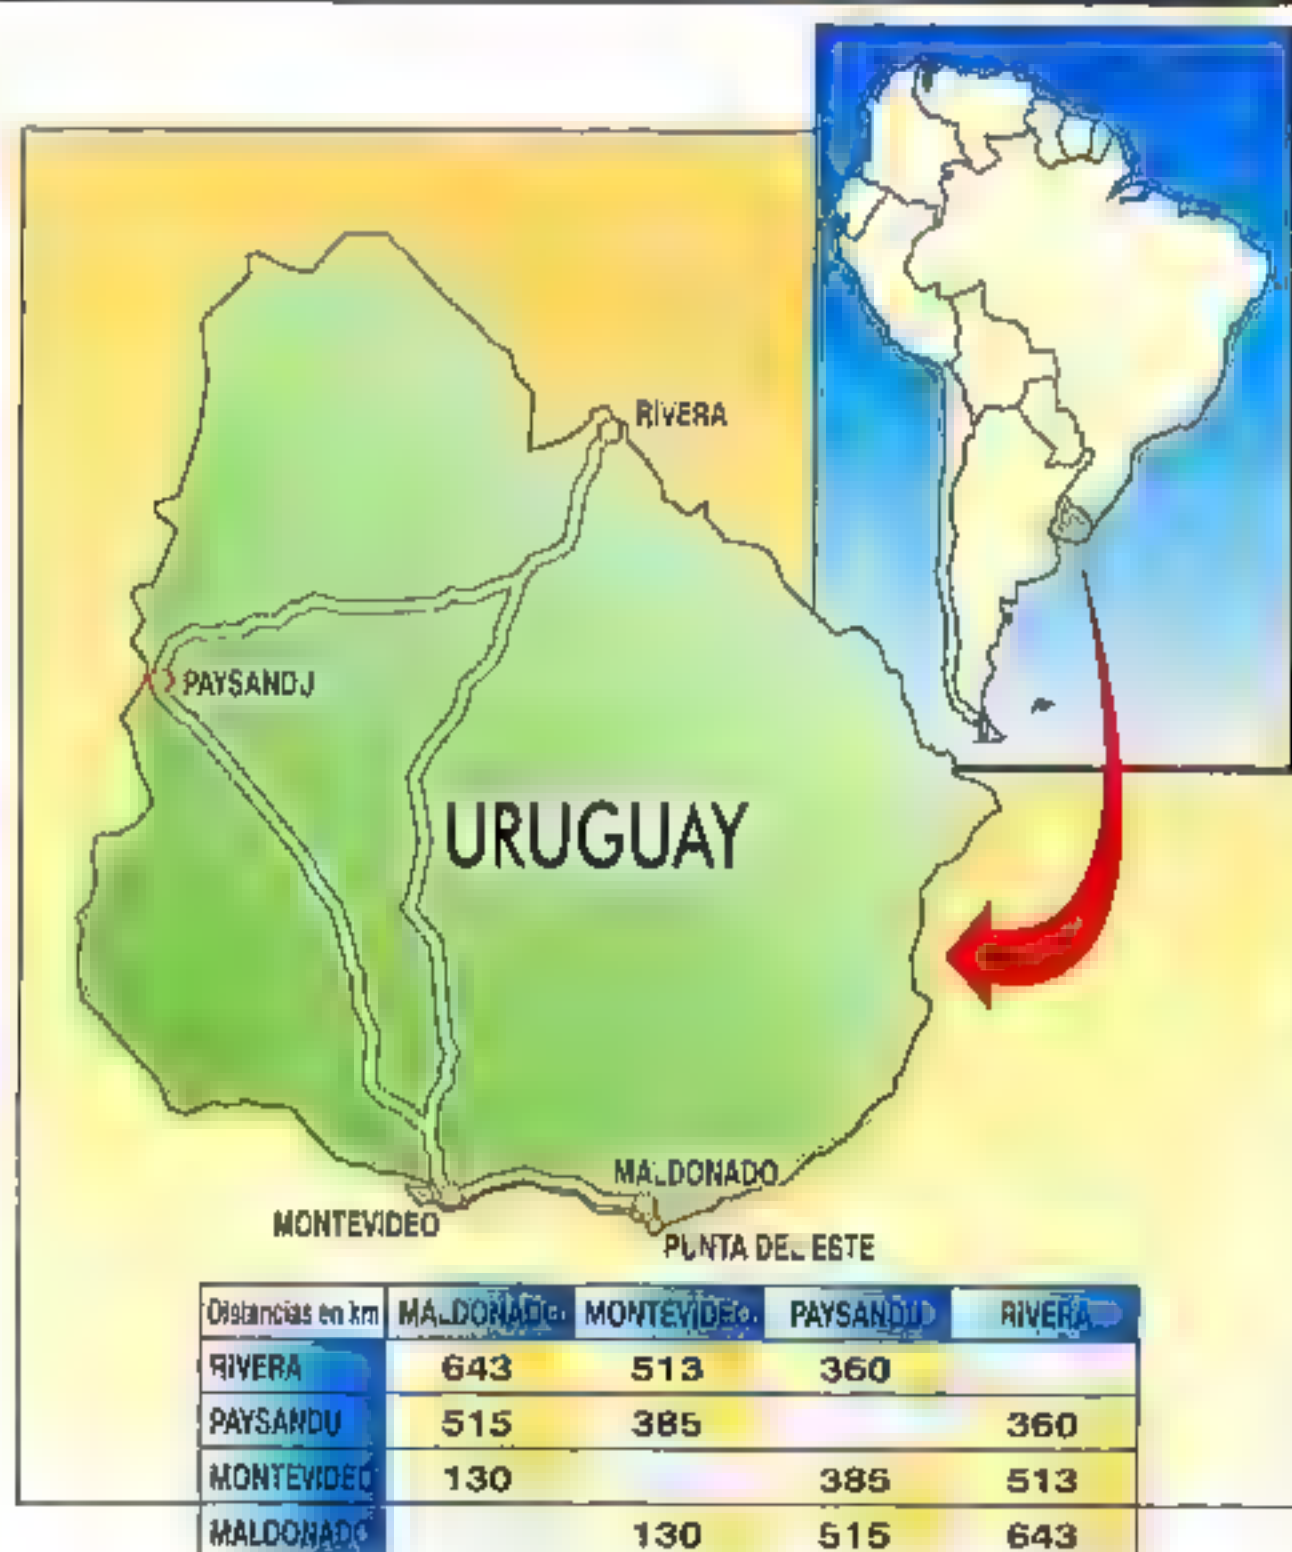 RIVERA
PAYSANDU
URUGUAY
MALDONADO
MONTEVIDEO
PUNTA DEL ESTE
Distancias en km MALDONADO MONTEVIDEO PAYSANDU RIVERA
RIVERA 643 513 360
PAYSANDU 515 385 360
MONTEVIDEO 130 385 513
MALDONADO 130 515 643